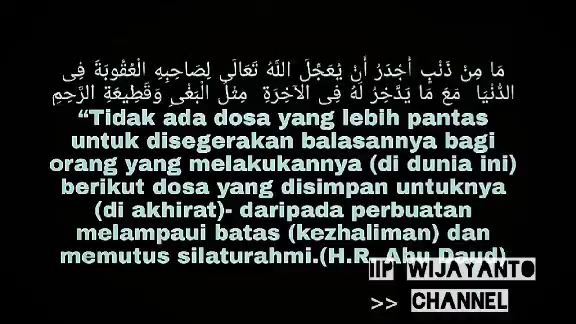 مَا مِنْ ذَنْبٍ أَجْدَرُ أَنْ يُعَجِّلَ اللَّهُ تَعَالَى لِصَاحِبِهِ الْعُقُوبَةَ فِى
الدُّنْيَا مَعَ مَا يَدَّخِرُ لَهُ فِى الآخِرَةِ مِثْلُ الْبَغْىِ وَقَطِيعَةِ الرَّحِمِ
“Tidak ada dosa yang lebih pantas
untuk disegerakan balasannya bagi
orang yang melakukannya (di dunia ini)
berikut dosa yang disimpan untuknya
(di akhirat)- daripada perbuatan
melampaui batas (kezhaliman) dan
memutus silaturahmi.(H.R. Abu Daud)
IIP WIJAYANTO
>> CHANNEL